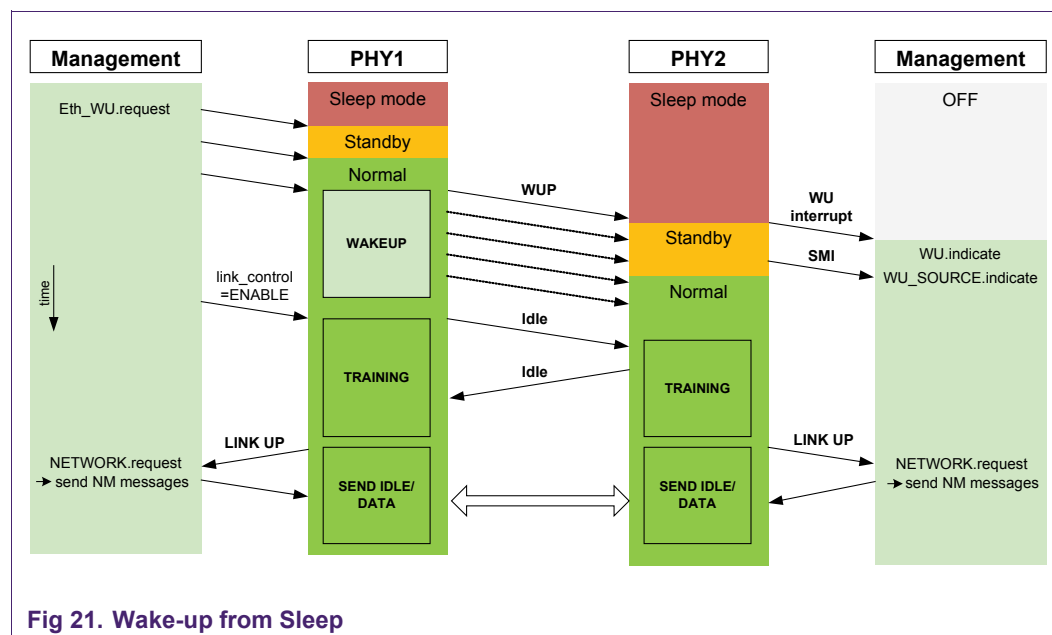 Management
PHY1
PHY2
Management
Sleep mode
Sleep mode
OFF
Eth_WU.request
Standby
Normal
WUP
WU
interrupt
WAKEUP
Standby
SMI
WU.indicate
WU_SOURCE.indicate
link_control
=ENABLE
time
Normal
Idle
TRAINING
Idle
TRAINING
LINK UP
LINK UP
NETWORK.request
send NM messages
SEND IDLE/
DATA
SEND IDLE/
DATA
NETWORK.request
send NM messages
Fig 21. Wake-up from Sleep